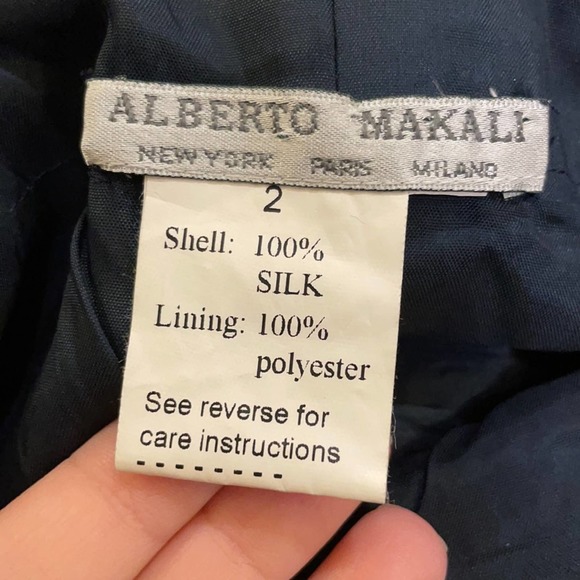 ALBERTO MAKALI
NEW YORK PARIS MILANO
2
Shell: 100%
SILK
Lining: 100%
polyester
See reverse for
care instructions